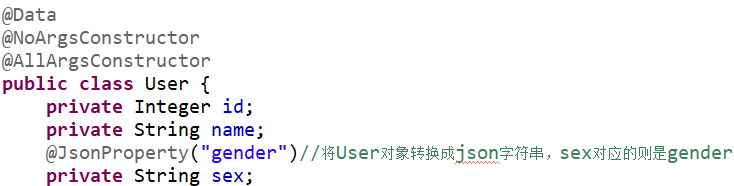 @Data
@NoArgsConstructor
@AllArgsConstructor
public class User {
    private Integer id;
    private String name;
    @JsonProperty("gender")//将User对象转换成json字符串，sex对应的则是gender
    private String sex;